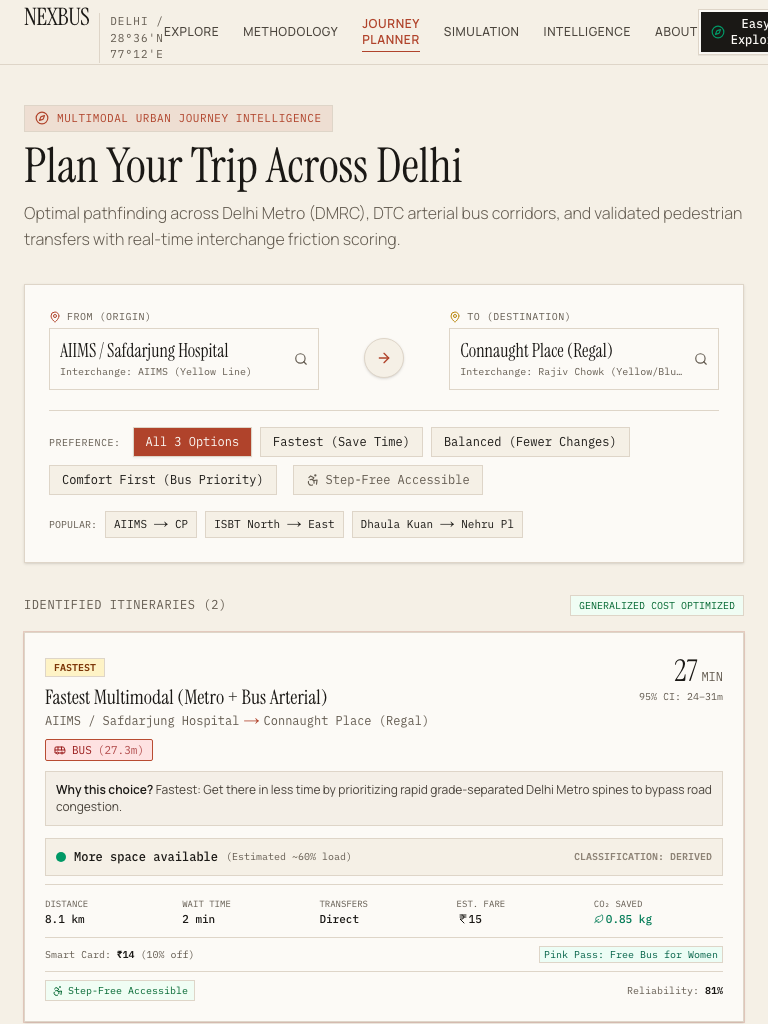 NEXBUS
DELHI /
28°36'N
77°12'E
EXPLORE
METHODOLOGY
JOURNEY
PLANNER
SIMULATION
INTELLIGENCE
ABOUT
Easy
MULTIMODAL URBAN JOURNEY INTELLIGENCE
Plan Your Trip Across Delhi
Optimal pathfinding across Delhi Metro (DMRC), DTC arterial bus corridors, and validated pedestrian
transfers with real-time interchange friction scoring.
FROM (ORIGIN)
AIIMS / Safdarjung Hospital
Interchange: AIIMS (Yellow Line)
TO (DESTINATION)
Connaught Place (Regal)
Interchange: Rajiv Chowk (Yellow/Blu…
PREFERENCE:
All 3 Options
Fastest (Save Time)
Balanced (Fewer Changes)
Comfort First (Bus Priority)
Step-Free Accessible
POPULAR:
AIIMS → CP
ISBT North → East
Dhaula Kuan → Nehru Pl
IDENTIFIED ITINERARIES (2)
GENERALIZED COST OPTIMIZED
FASTEST
27 MIN
95% CI: 24–31m
Fastest Multimodal (Metro + Bus Arterial)
AIIMS / Safdarjung Hospital → Connaught Place (Regal)
BUS (27.3m)
Why this choice? Fastest: Get there in less time by prioritizing rapid grade-separated Delhi Metro spines to bypass road
congestion.
More space available (Estimated ~60% load)
CLASSIFICATION: DERIVED
DISTANCE
8.1 km
WAIT TIME
2 min
TRANSFERS
Direct
EST. FARE
₹15
CO₂ SAVED
0.85 kg
Smart Card: ₹14 (10% off)
Pink Pass: Free Bus for Women
Step-Free Accessible
Reliability: 81%